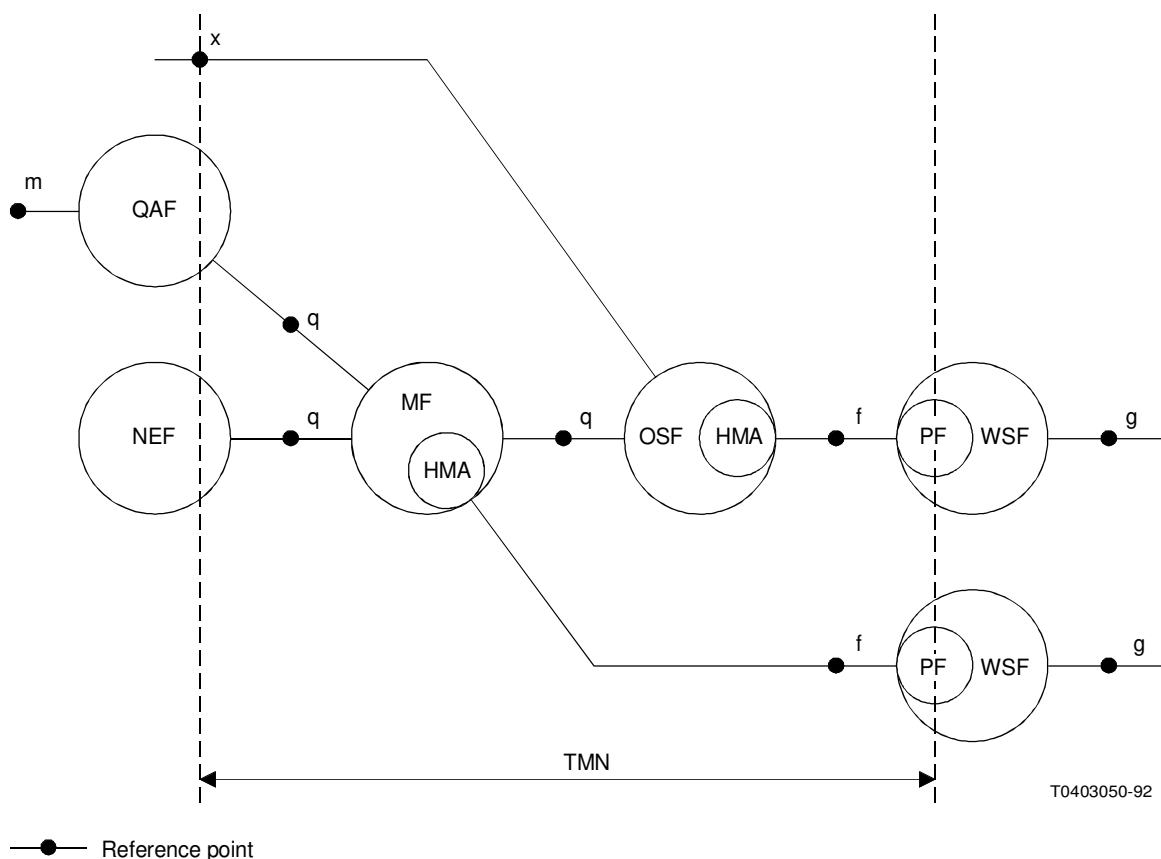 x
m
QAF
q
NEF
q
MF
HMA
q
OSF
HMA
f
PF
WSF
g
f
PF
WSF
g
TMN
T0403050-92
Reference point